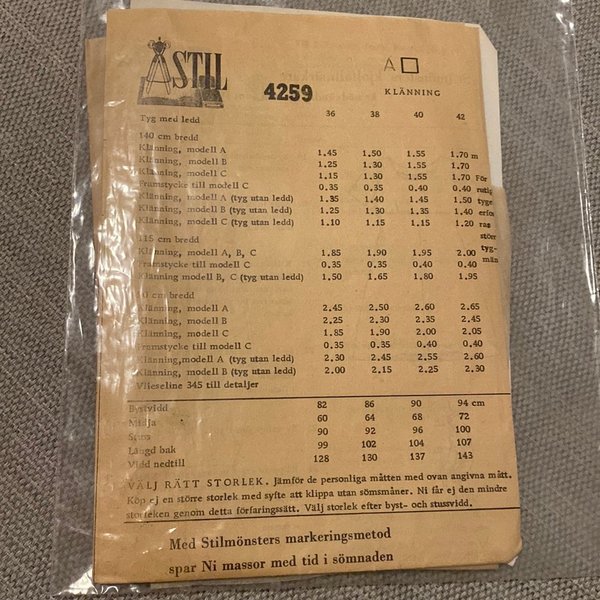 STIL
4259
A
KLÄNNING
Tyg med ledd 36 38 40 42
140 cm bredd
Klänning, modell A 1.45 1.50 1.55 1.70 m
Klänning, modell B 1.25 1.30 1.55 1.70
Klänning, modell C 1.15 1.30 1.55 1.70 För
Framstycke till modell C 0.35 0.35 0.40 0.40 rutig
Klänning, modell A (tyg utan ledd) 1.35 1.40 1.45 1.50 tyge
Klänning, modell B (tyg utan ledd) 1.25 1.30 1.35 1.40 erfor
Klänning, modell C (tyg utan ledd) 1.10 1.15 1.15 1.20 ras
störr
115 cm bredd tyg-
Klänning, modell A, B, C 1.85 1.90 1.95 2.00 män
Framstycke till modell C 0.35 0.35 0.40 0.40
Klänning modell B, C (tyg utan ledd) 1.50 1.65 1.80 1.95
0 cm bredd
Klänning, modell A 2.45 2.50 2.60 2.65
Klänning, modell B 2.25 2.30 2.35 2.45
Klänning, modell C 1.85 1.90 2.00 2.05
Framstycke till modell C 0.35 0.35 0.40 0.40
Klänning,modell A (tyg utan ledd) 2.30 2.45 2.55 2.60
Klänning, modell B (tyg utan ledd) 2.00 2.15 2.25 2.30
Vlieseline 345 till detaljer
Bystvidd 82 86 90 94 cm
Midja 60 64 68 72
Stuss 90 92 96 100
Längd bak 99 102 104 107
Vidd nedtill 128 130 137 143
VÄLJ RÄTT STORLEK. Jämför de personliga måtten med ovan angivna mått.
Köp ej en större storlek med syfte att klippa utan sömsmåner. Ni får ej den mindre
storleken genom detta förfaringssätt. Välj storlek efter byst- och stussvidd.
Med Stilmönsters markeringsmetod
spar Ni massor med tid i sömnaden